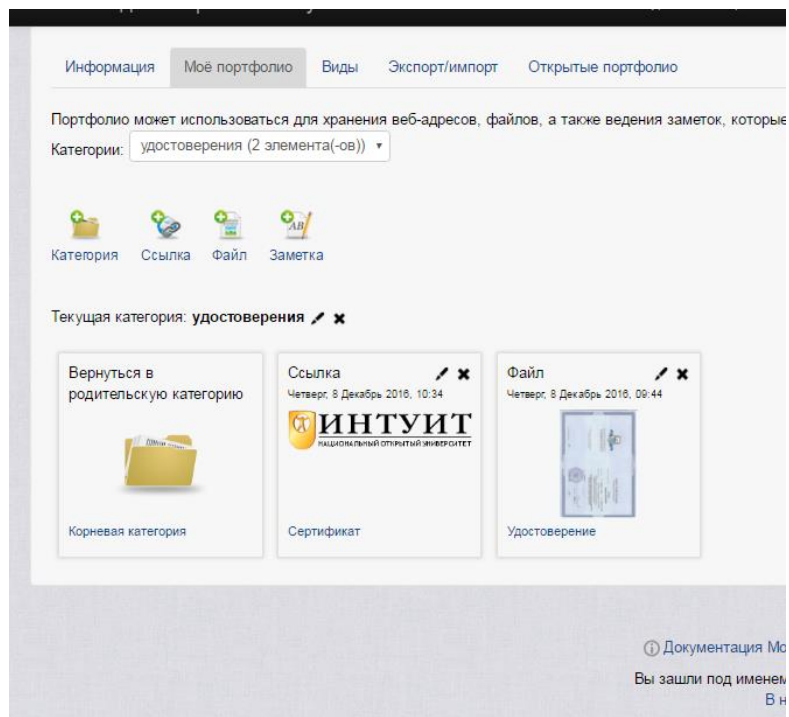 Информация Моё портфолио Виды Экспорт/импорт Открытые портфолио
Портфолио может использоваться для хранения веб-адресов, файлов, а также ведения заметок, которые
Категории: удостоверения (2 элемента(-ов))
Категория Ссылка Файл Заметка
Текущая категория: удостоверения
Вернуться в
родительскую категорию
Корневая категория
Ссылка
Четверг, 8 Декабрь 2016, 10:34
ИНТУИТ
НАЦИОНАЛЬНЫЙ ОТКРЫТЫЙ УНИВЕРСИТЕТ
Сертификат
Файл
Четверг, 8 Декабрь 2016, 09:44
Удостоверение
Документация Mo
Вы зашли под именем
В н